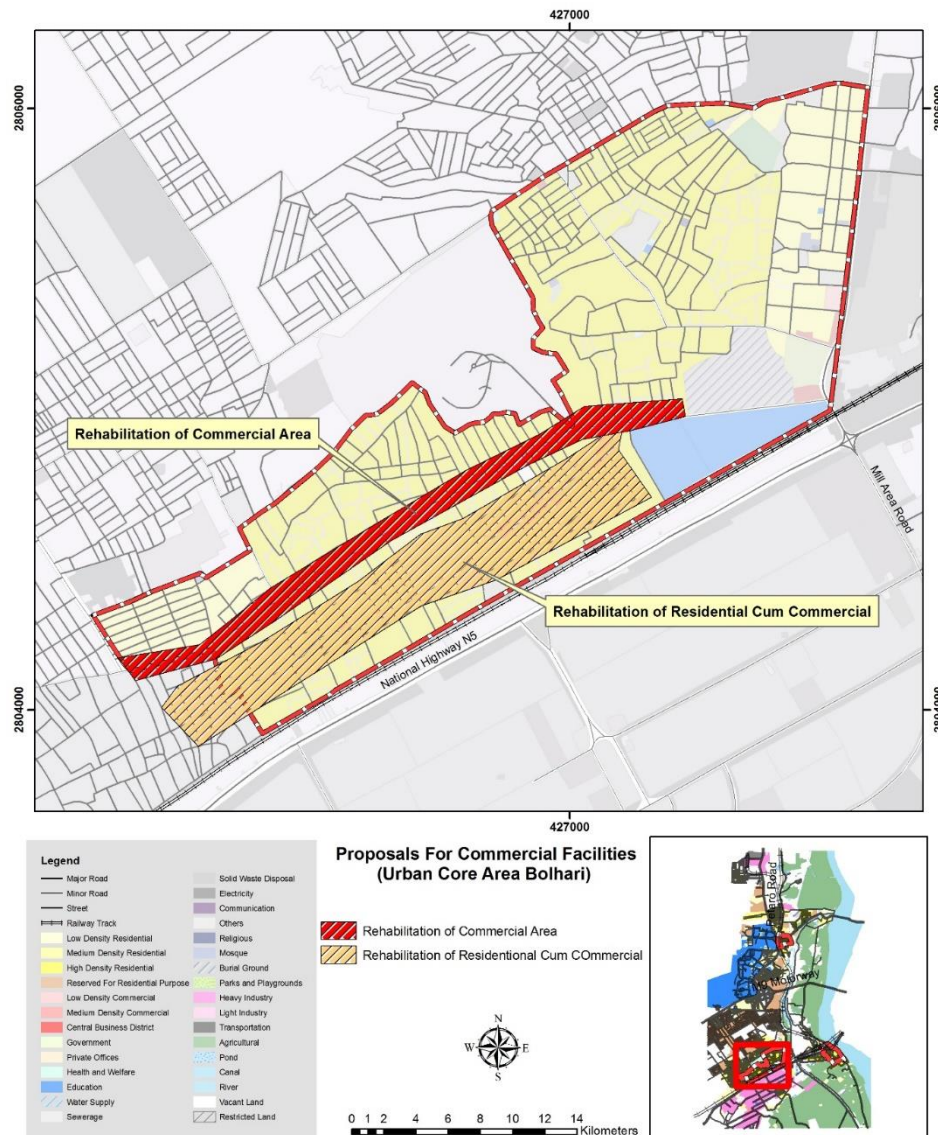 427000
2806000
2806000
Rehabilitation of Commercial Area
Mill Area Road
Rehabilitation of Residential Cum Commercial
National Highway N5
2804000
2804000
427000
Legend
Major Road
Minor Road
Street
Railway Track
Low Density Residential
Medium Density Residential
High Density Residential
Reserved For Residential Purpose
Low Density Commercial
Medium Density Commercial
Central Business District
Government
Private Offices
Health and Welfare
Education
Water Supply
Sewerage
Solid Waste Disposal
Electricity
Communication
Others
Religious
Mosque
Burial Ground
Parks and Playgrounds
Heavy Industry
Light Industry
Transportation
Agricultural
Pond
Canal
River
Vacant Land
Restricted Land
Proposals For Commercial Facilities
(Urban Core Area Bolhari)
Rehabilitation of Commercial Area
Rehabilitation of Residentional Cum COmmercial
N
W E
S
0 1 2 4 6 8 10 12 14
Kilometers
Road
Motorway